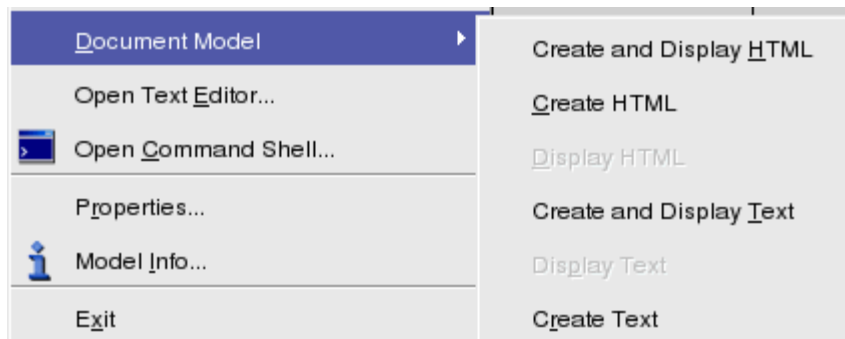 Document Model
Open Text Editor...
Open Command Shell...
Properties...
Model Info...
Exit
Create and Display HTML
Create HTML
Display HTML
Create and Display Text
Display Text
Create Text